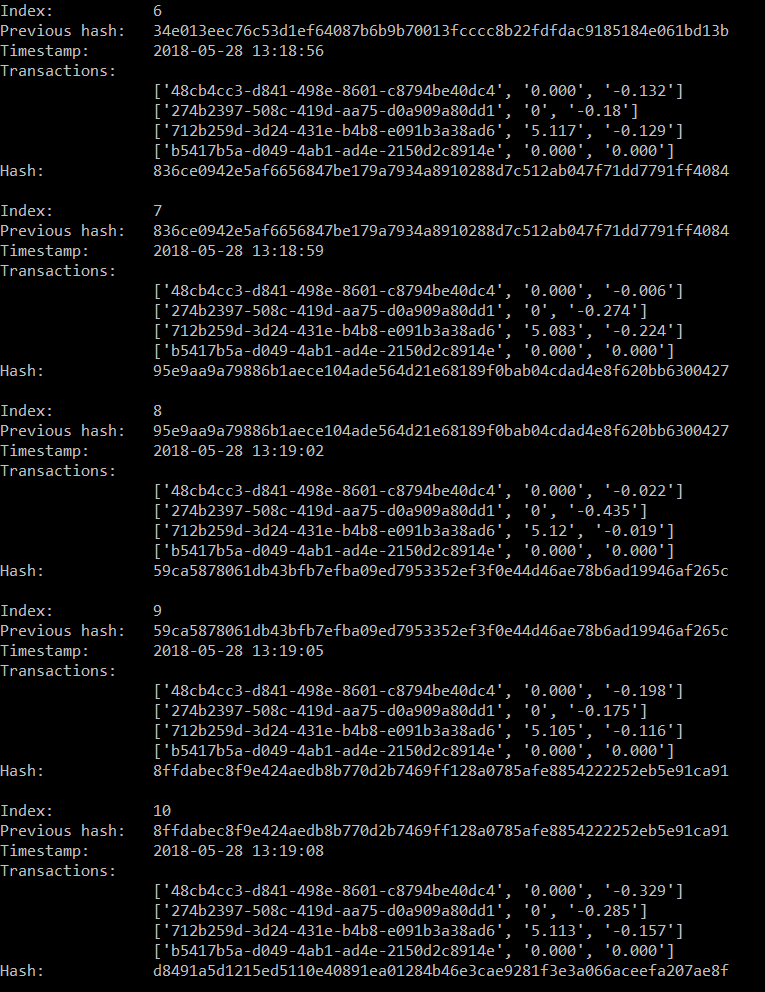 Index: 6
Previous hash: 34e013eec76c53d1ef64087b6b9b70013fcccc8b22fdfdac9185184e061bd13b
Timestamp: 2018-05-28 13:18:56
Transactions:
['48cb4cc3-d841-498e-8601-c8794be40dc4', '0.000', '-0.132']
['274b2397-508c-419d-aa75-d0a909a80dd1', '0', '-0.18']
['712b259d-3d24-431e-b4b8-e091b3a38ad6', '5.117', '-0.129']
['b5417b5a-d049-4ab1-ad4e-2150d2c8914e', '0.000', '0.000']
Hash: 836ce0942e5af6656847be179a7934a8910288d7c512ab047f71dd7791ff4084
Index: 7
Previous hash: 836ce0942e5af6656847be179a7934a8910288d7c512ab047f71dd7791ff4084
Timestamp: 2018-05-28 13:18:59
Transactions:
['48cb4cc3-d841-498e-8601-c8794be40dc4', '0.000', '-0.006']
['274b2397-508c-419d-aa75-d0a909a80dd1', '0', '-0.274']
['712b259d-3d24-431e-b4b8-e091b3a38ad6', '5.083', '-0.224']
['b5417b5a-d049-4ab1-ad4e-2150d2c8914e', '0.000', '0.000']
Hash: 95e9aa9a79886b1aece104ade564d21e68189f0bab04cdad4e8f620bb6300427
Index: 8
Previous hash: 95e9aa9a79886b1aece104ade564d21e68189f0bab04cdad4e8f620bb6300427
Timestamp: 2018-05-28 13:19:02
Transactions:
['48cb4cc3-d841-498e-8601-c8794be40dc4', '0.000', '-0.022']
['274b2397-508c-419d-aa75-d0a909a80dd1', '0', '-0.435']
['712b259d-3d24-431e-b4b8-e091b3a38ad6', '5.12', '-0.019']
['b5417b5a-d049-4ab1-ad4e-2150d2c8914e', '0.000', '0.000']
Hash: 59ca5878061db43bfb7efba09ed7953352ef3f0e44d46ae78b6ad19946af265c
Index: 9
Previous hash: 59ca5878061db43bfb7efba09ed7953352ef3f0e44d46ae78b6ad19946af265c
Timestamp: 2018-05-28 13:19:05
Transactions:
['48cb4cc3-d841-498e-8601-c8794be40dc4', '0.000', '-0.198']
['274b2397-508c-419d-aa75-d0a909a80dd1', '0', '-0.175']
['712b259d-3d24-431e-b4b8-e091b3a38ad6', '5.105', '-0.116']
['b5417b5a-d049-4ab1-ad4e-2150d2c8914e', '0.000', '0.000']
Hash: 8ffdabec8f9e424aedb8b770d2b7469ff128a0785afe8854222252eb5e91ca91
Index: 10
Previous hash: 8ffdabec8f9e424aedb8b770d2b7469ff128a0785afe8854222252eb5e91ca91
Timestamp: 2018-05-28 13:19:08
Transactions:
['48cb4cc3-d841-498e-8601-c8794be40dc4', '0.000', '-0.329']
['274b2397-508c-419d-aa75-d0a909a80dd1', '0', '-0.285']
['712b259d-3d24-431e-b4b8-e091b3a38ad6', '5.113', '-0.157']
['b5417b5a-d049-4ab1-ad4e-2150d2c8914e', '0.000', '0.000']
Hash: d8491a5d1215ed5110e40891ea01284b46e3cae9281f3e3a066aceefa207ae8f